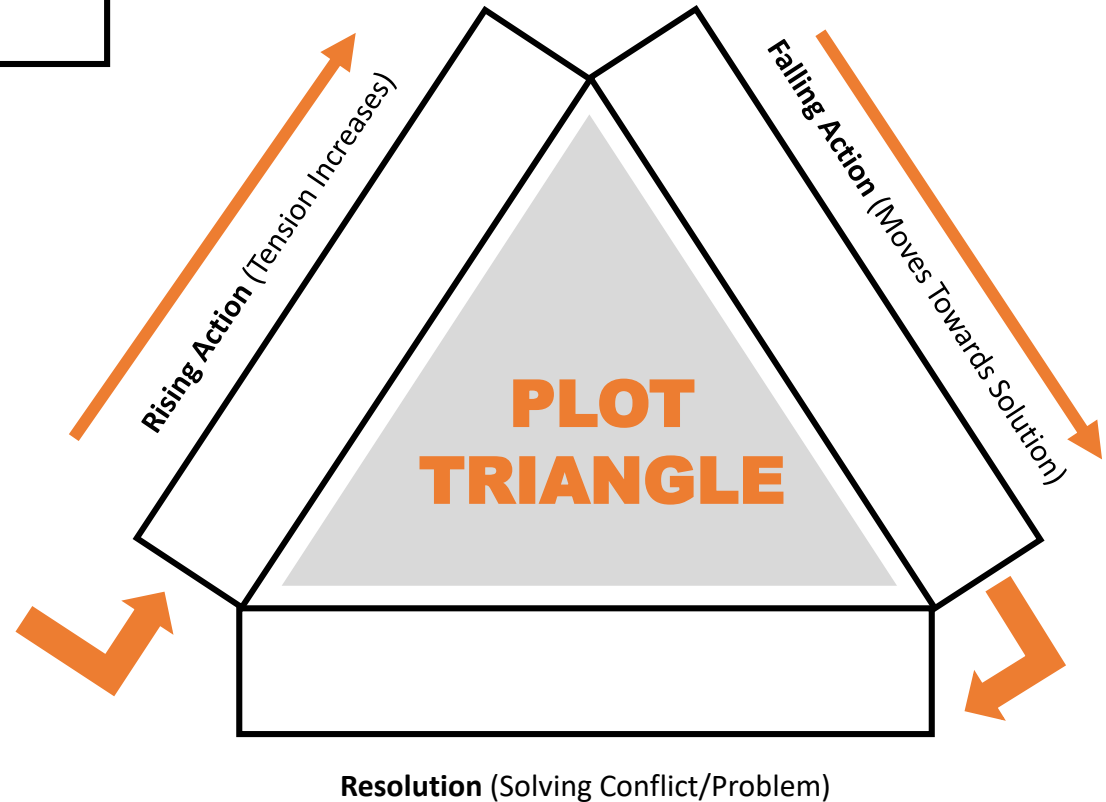 Rising Action (Tension Increases)
Falling Action (Moves Towards Solution)
PLOT
TRIANGLE
Resolution (Solving Conflict/Problem)